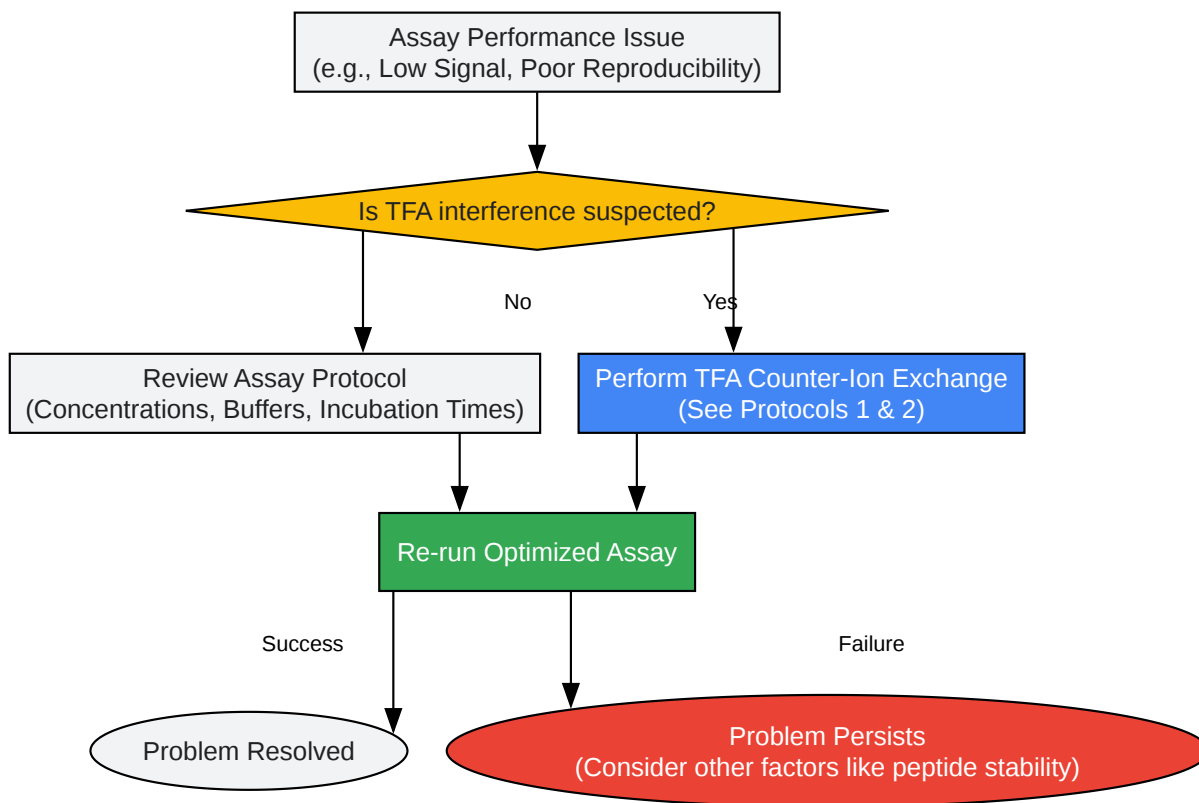 Assay Performance Issue
(e.g., Low Signal, Poor Reproducibility)
Is TFA interference suspected?
No
Yes
Review Assay Protocol
(Concentrations, Buffers, Incubation Times)
Perform TFA Counter-Ion Exchange
(See Protocols 1 & 2)
Re-run Optimized Assay
Success
Failure
Problem Resolved
Problem Persists
(Consider other factors like peptide stability)